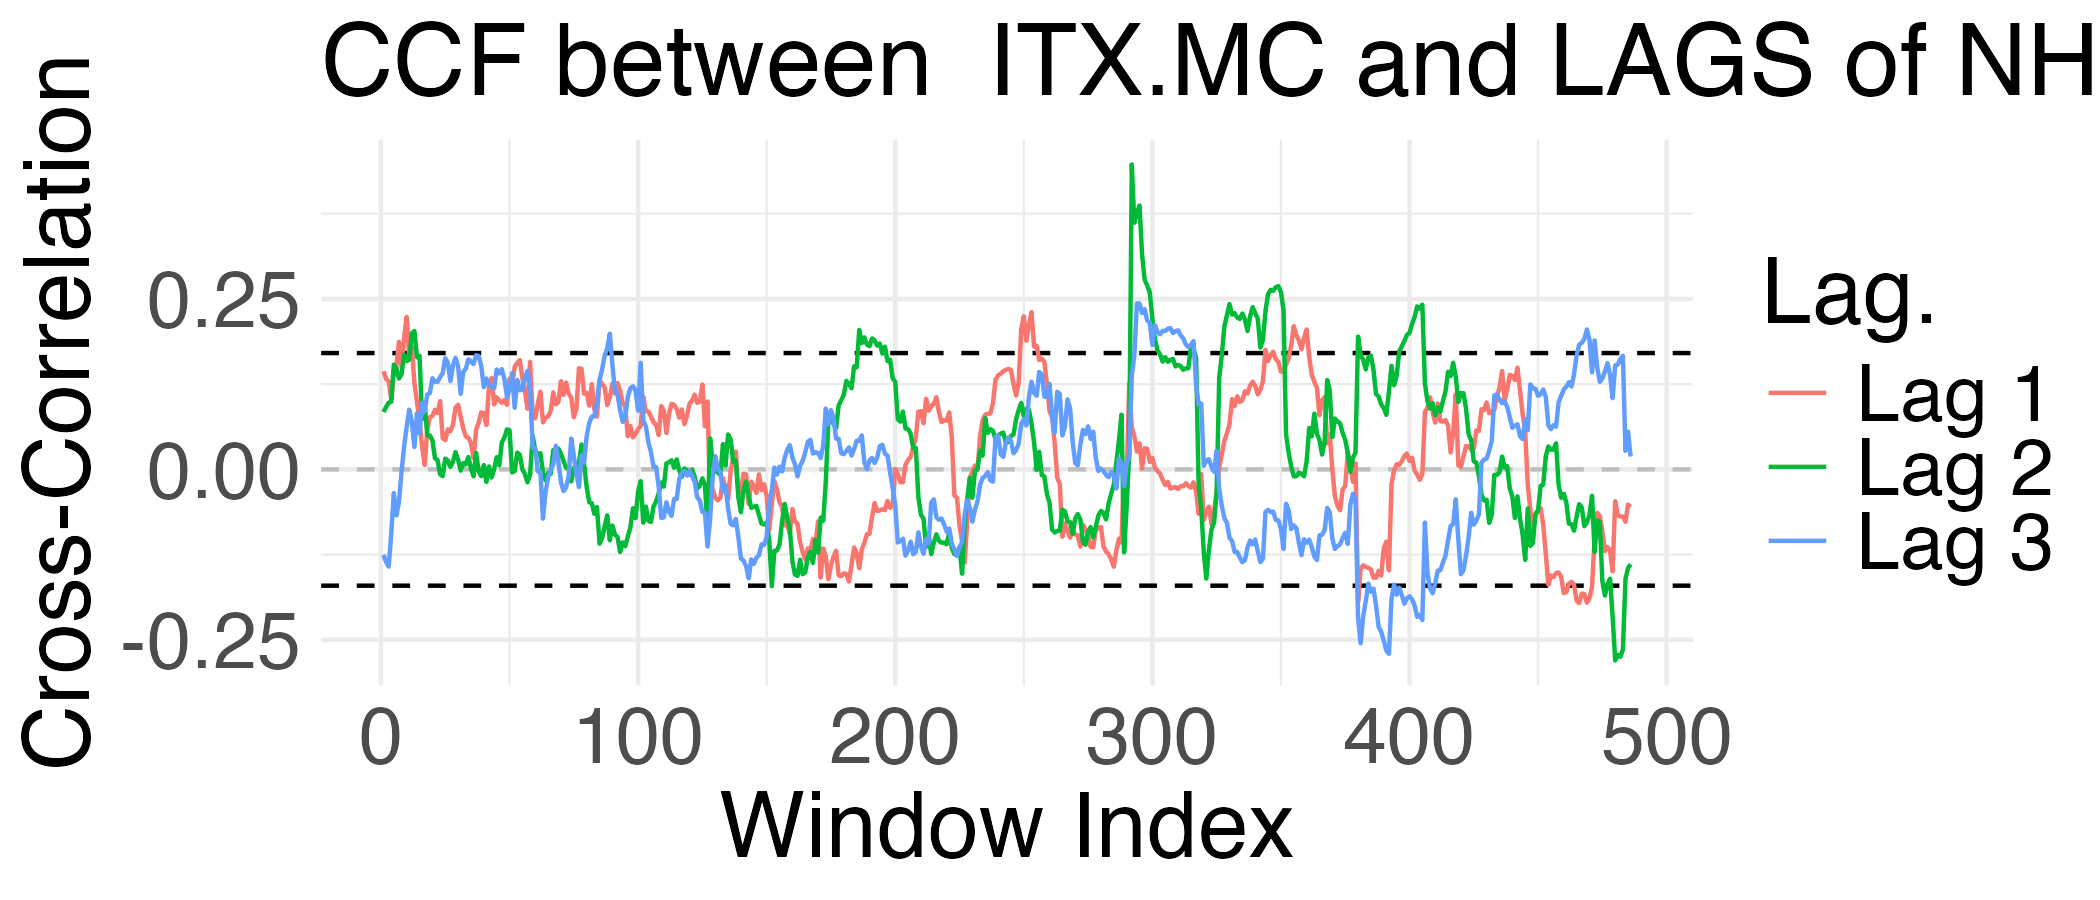 CCF between  ITX.MC and LAGS of NH
Cross-Correlation
0.25
0.00
-0.25
0 100 200 300 400 500
Window Index
Lag.
Lag 1
Lag 2
Lag 3